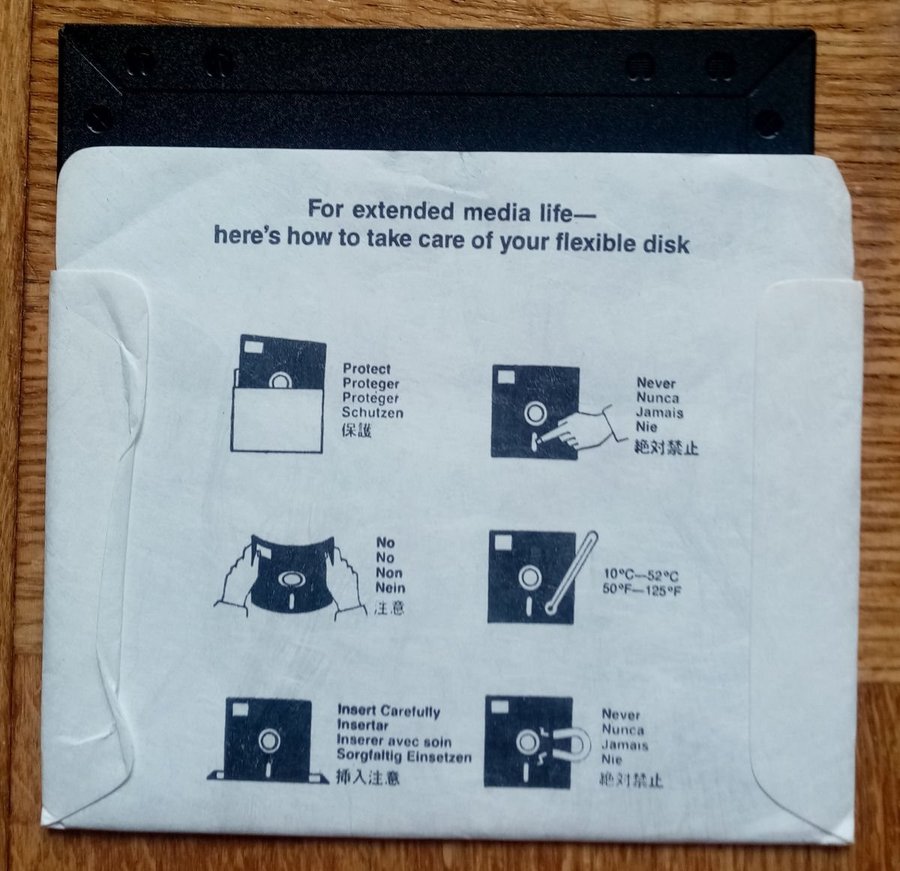 For extended media life—
here's how to take care of your flexible disk
Protect
Proteger
Proteger
Schutzen
保護
Never
Nunca
Jamais
Nie
絶対禁止
No
No
Non
Nein
注意
10°C—52°C
50°F—125°F
Insert Carefully
Insertar
Inserer avec soin
Sorgfaltig Einsetzen
挿入注意
Never
Nunca
Jamais
Nie
絶対禁止